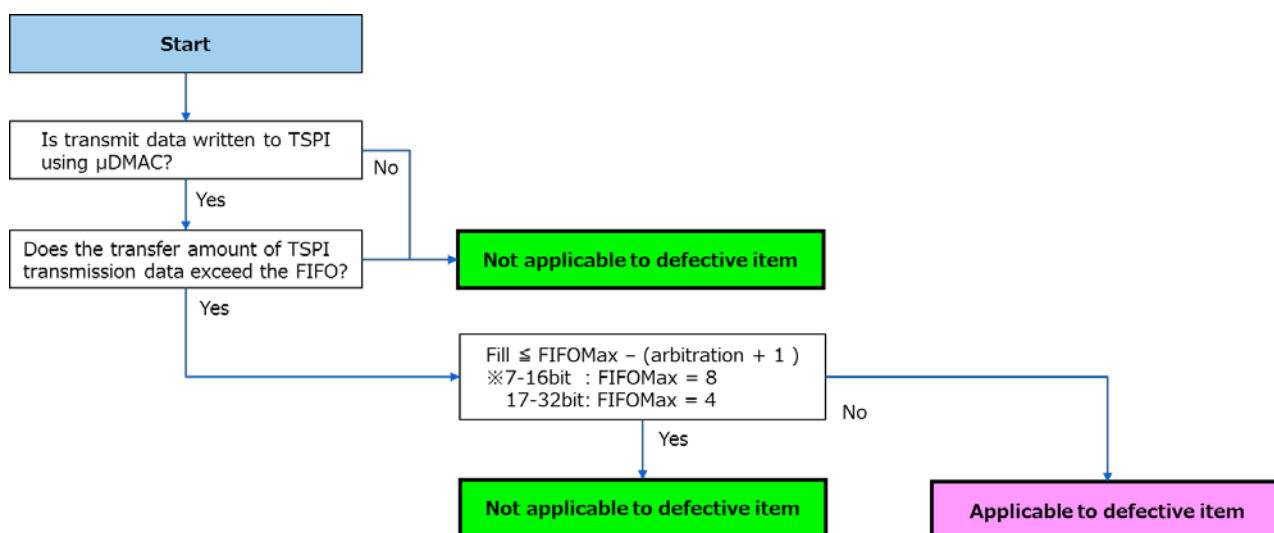 Start
Is transmit data written to TSPI
using μDMAC?
No
Yes
Does the transfer amount of TSPI
transmission data exceed the FIFO?
Not applicable to defective item
Yes
Fill ≦ FIFOMax – (arbitration + 1 )
※7-16bit : FIFOMax = 8
17-32bit: FIFOMax = 4
No
Yes
Not applicable to defective item
Applicable to defective item